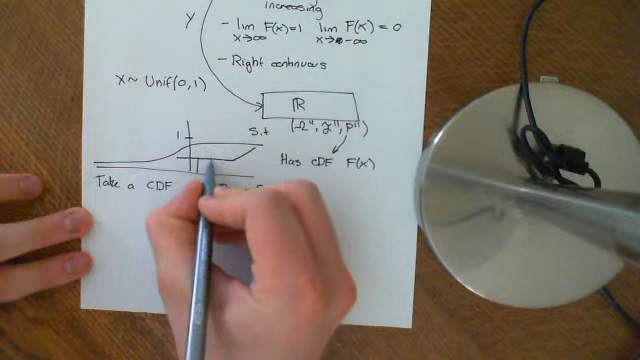 increasing
- lim F(x)=1 lim F(x)=0
x→∞ x→-∞
- Right continuous
Y
X~ Unif(0,1)
ℝ
s.t (Ω", F", P")
1
Has CDF F(x)
Take a CDF